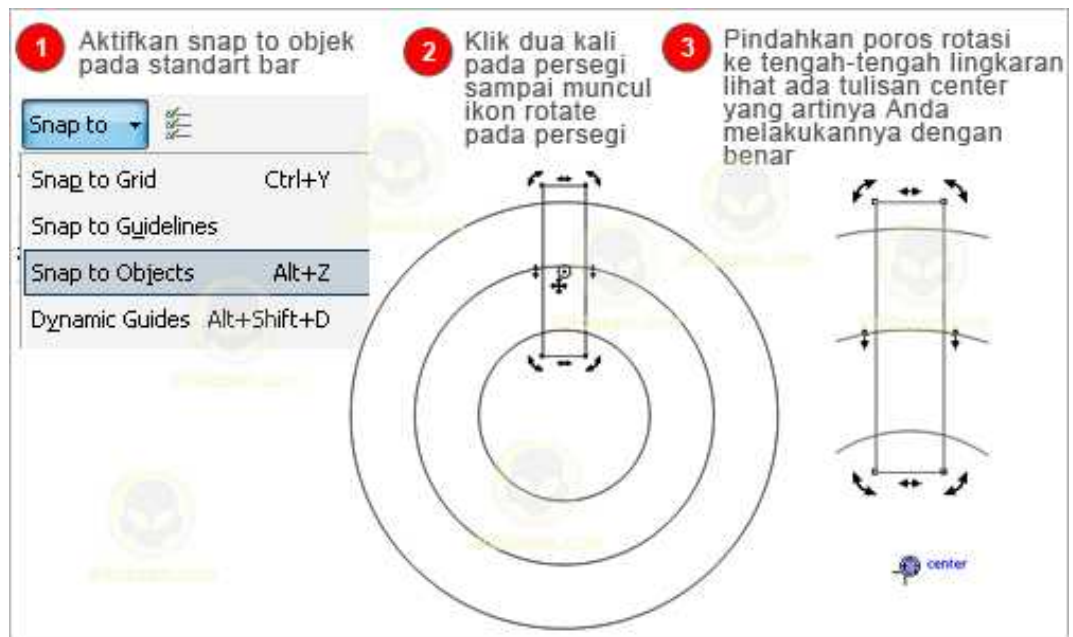 1
Aktifkan snap to objek
pada standart bar
Snap to
Snap to Grid Ctrl+Y
Snap to Guidelines
Snap to Objects Alt+Z
Dynamic Guides Alt+Shift+D
2
Klik dua kali
pada persegi
sampai muncul
ikon rotate
pada persegi
3
Pindahkan poros rotasi
ke tengah-tengah lingkaran
lihat ada tulisan center
yang artinya Anda
melakukannya dengan
benar
center